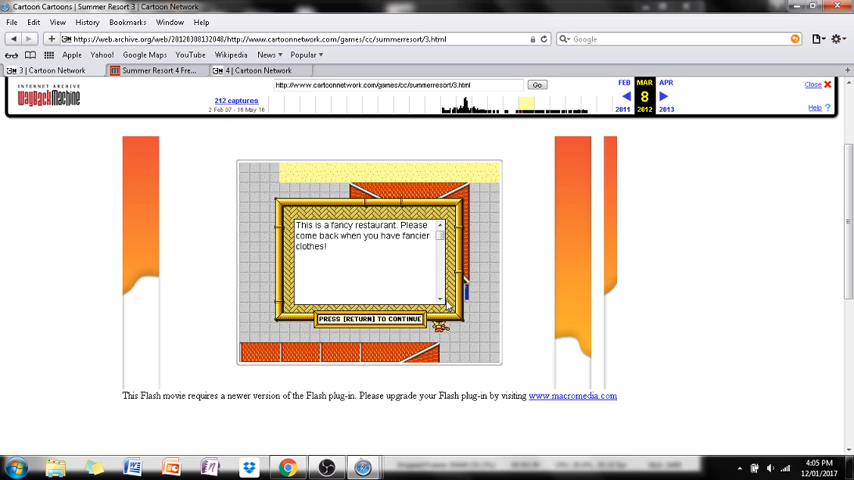 Cartoon Cartoons | Summer Resort 3 | Cartoon Network
File Edit View History Bookmarks Window Help
https://web.archive.org/web/20120308132048/http://www.cartoonnetwork.com/games/cc/summerresort/3.html
Google
Apple Yahoo! Google Maps YouTube Wikipedia News Popular
3 | Cartoon Network
Summer Resort 4 Fre...
4 | Cartoon Network
INTERNET ARCHIVE
WayBackMachine
http://www.cartoonnetwork.com/games/cc/summerresort/3.html
Go
FEB MAR APR
Close
212 captures
8
2 Feb 07 - 16 May 16
2011 2012 2013
Help ?
This is a fancy restaurant. Please
come back when you have fancier
clothes!
PRESS [RETURN] TO CONTINUE
This Flash movie requires a newer version of the Flash plug-in. Please upgrade your Flash plug-in by visiting www.macromedia.com
4:05 PM
12/01/2017